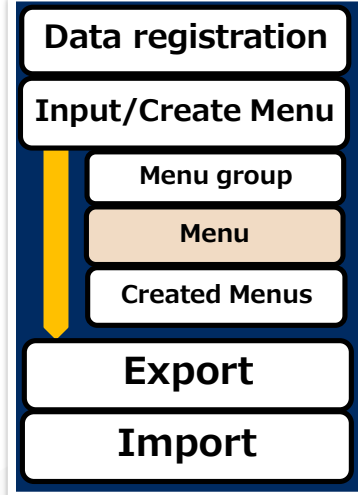 Data registration
Input/Create Menu
Menu group
Menu
Created Menus
Export
Import